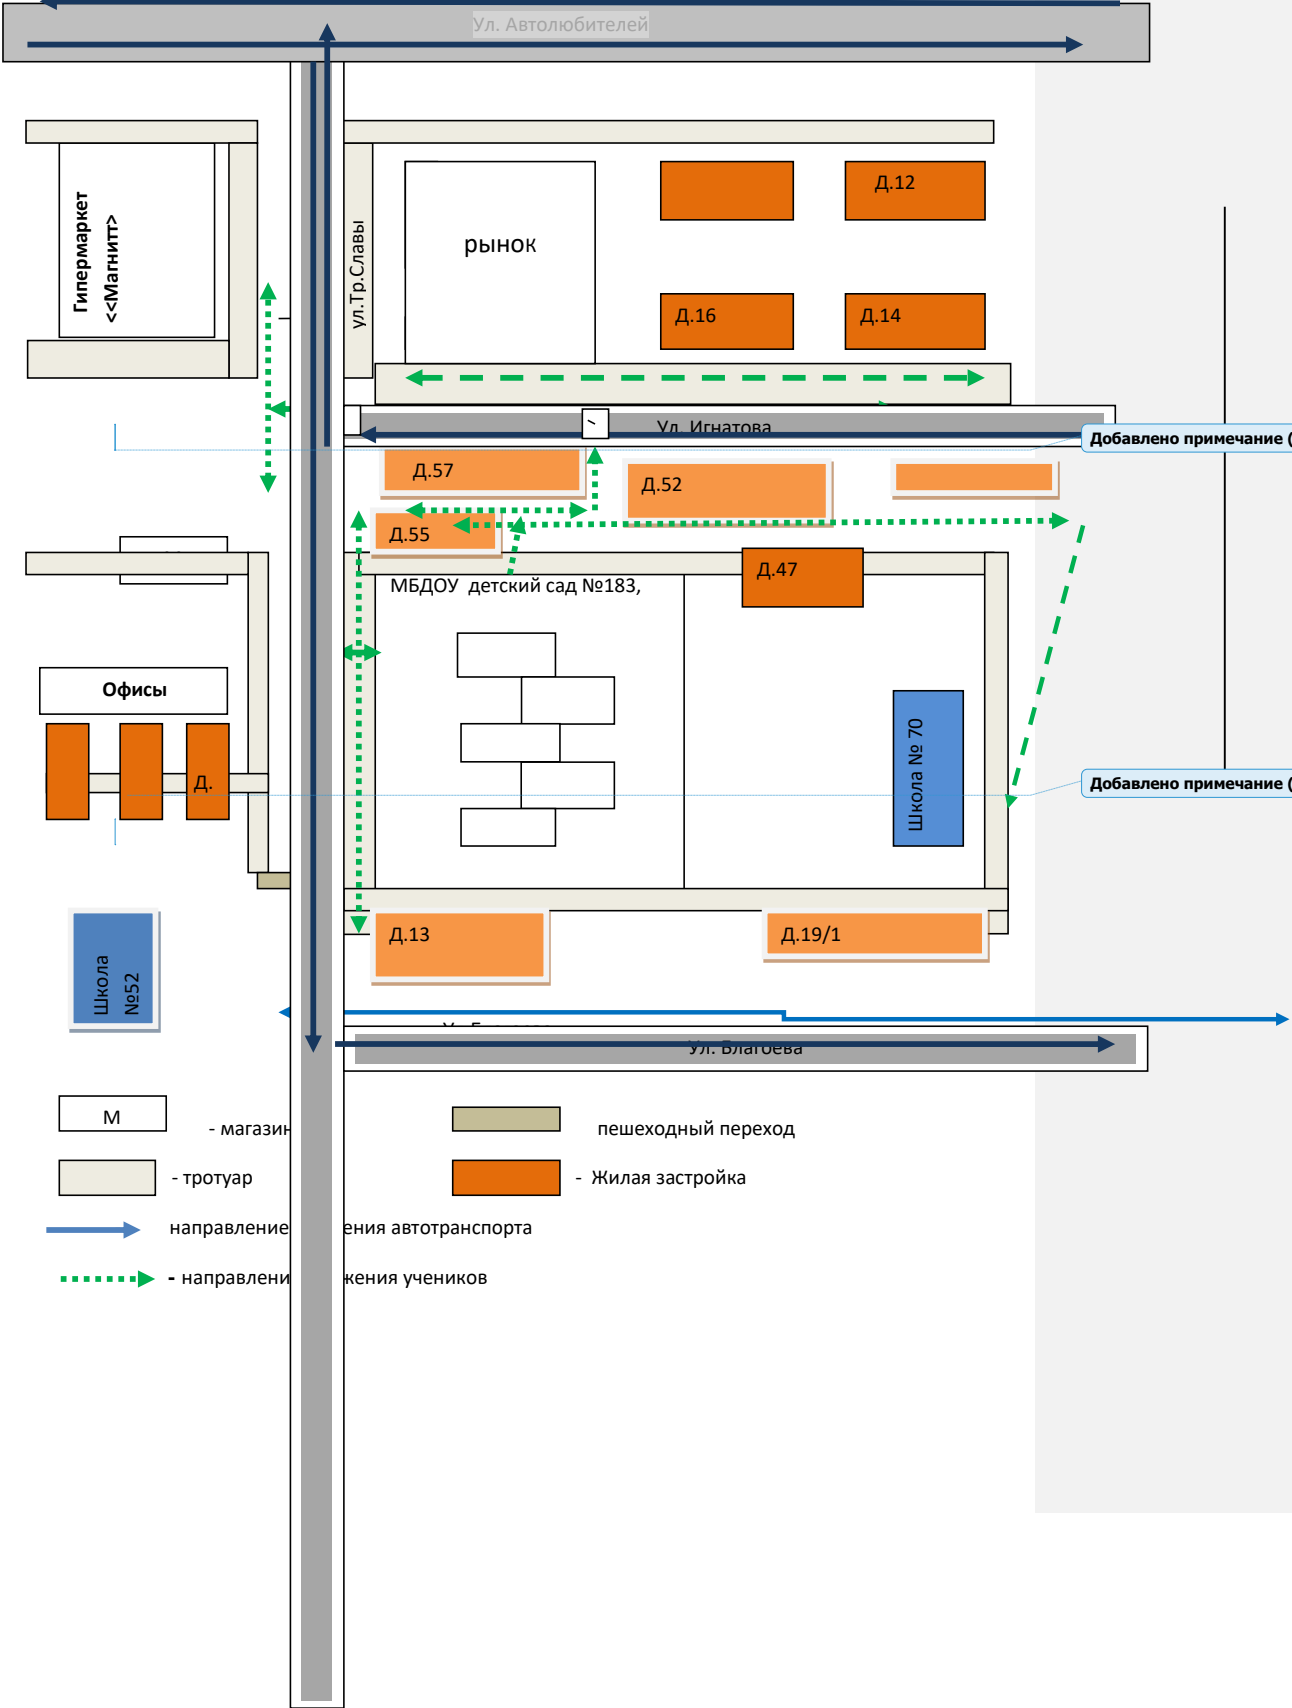 Ул. Автолюбителей
Гипермаркет
<<Магнитт>
ул.Тр.Славы
рынок
Д.12
Д.16
Д.14
Ул. Игнатова
Добавлено примечание (
Д.57
Д.52
Д.55
Д.47
МБДОУ детский сад №183,
Офисы
Д.
Школа № 70
Добавлено примечание (
Школа
№52
Д.13
Д.19/1
Ул. Благоева
М
- магазин
пешеходный переход
- тротуар
- Жилая застройка
направление ения автотранспорта
- направлени жения учеников